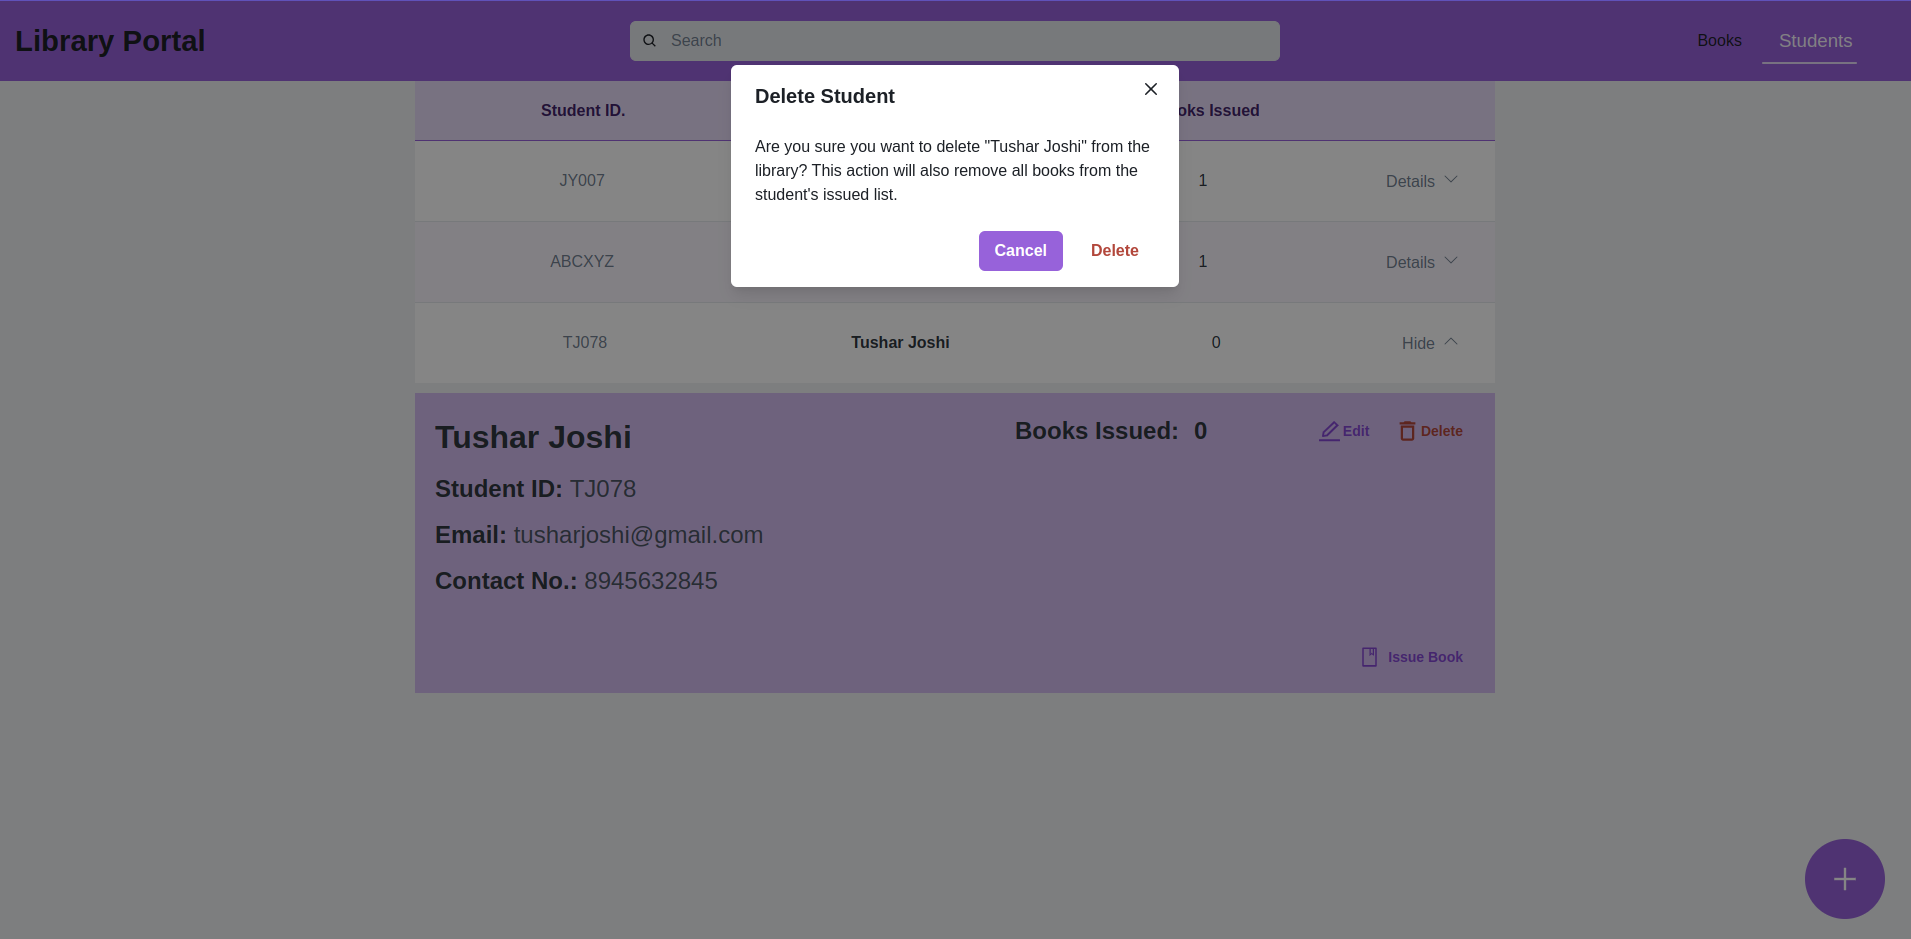 Library Portal
Search
Books
Students
Delete Student
Are you sure you want to delete "Tushar Joshi" from the
library? This action will also remove all books from the
student's issued list.
Cancel
Delete
Student ID.
oks Issued
JY007
1
Details
ABCXYZ
1
Details
TJ078
Tushar Joshi
0
Hide
Tushar Joshi
Books Issued: 0
Edit
Delete
Student ID: TJ078
Email: tusharjoshi@gmail.com
Contact No.: 8945632845
Issue Book